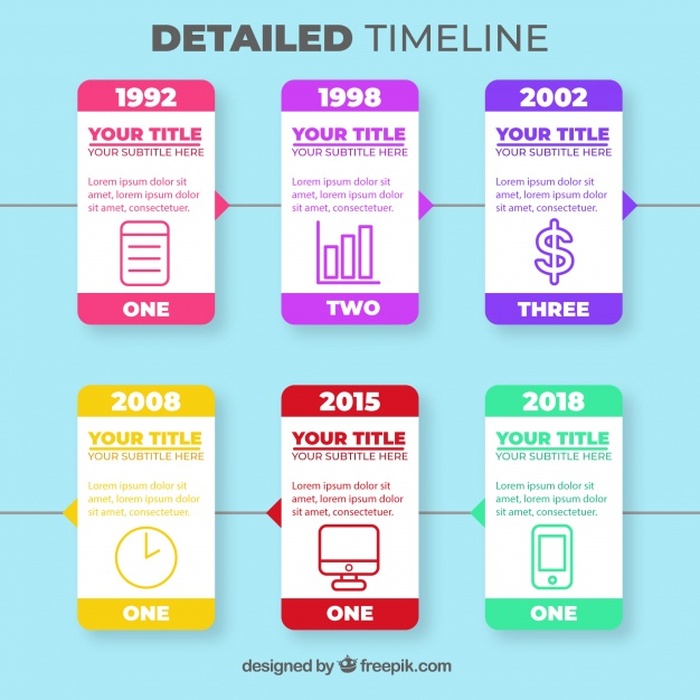 DETAILED TIMELINE
1992
YOUR TITLE
YOUR SUBTITLE HERE
Lorem ipsum dolor sit
amet, lorem ipsum dolor
sit amet, consectetuer.
ONE
1998
YOUR TITLE
YOUR SUBTITLE HERE
Lorem ipsum dolor sit
amet, lorem ipsum dolor
sit amet, consectetuer.
TWO
2002
YOUR TITLE
YOUR SUBTITLE HERE
Lorem ipsum dolor sit
amet, lorem ipsum dolor
sit amet, consectetuer.
$
THREE
2008
YOUR TITLE
YOUR SUBTITLE HERE
Lorem ipsum dolor sit
amet, lorem ipsum dolor
sit amet, consectetuer.
ONE
2015
YOUR TITLE
YOUR SUBTITLE HERE
Lorem ipsum dolor sit
amet, lorem ipsum dolor
sit amet, consectetuer.
ONE
2018
YOUR TITLE
YOUR SUBTITLE HERE
Lorem ipsum dolor sit
amet, lorem ipsum dolor
sit amet, consectetuer.
ONE
designed by freepik.com